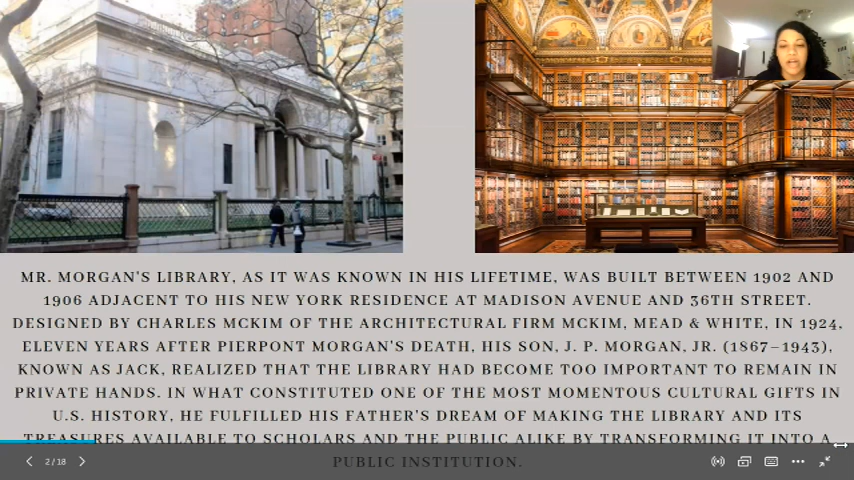 MR. MORGAN'S LIBRARY, AS IT WAS KNOWN IN HIS LIFETIME, WAS BUILT BETWEEN 1902 AND
1906 ADJACENT TO HIS NEW YORK RESIDENCE AT MADISON AVENUE AND 36TH STREET.
DESIGNED BY CHARLES MCKIM OF THE ARCHITECTURAL FIRM MCKIM, MEAD & WHITE, IN 1924,
ELEVEN YEARS AFTER PIERPONT MORGAN'S DEATH, HIS SON, J. P. MORGAN, JR. (1867–1943),
KNOWN AS JACK, REALIZED THAT THE LIBRARY HAD BECOME TOO IMPORTANT TO REMAIN IN
PRIVATE HANDS. IN WHAT CONSTITUTED ONE OF THE MOST MOMENTOUS CULTURAL GIFTS IN
U.S. HISTORY, HE FULFILLED HIS FATHER'S DREAM OF MAKING THE LIBRARY AND ITS
TREASURES AVAILABLE TO SCHOLARS AND THE PUBLIC ALIKE BY TRANSFORMING IT INTO A
PUBLIC INSTITUTION.
2 / 18